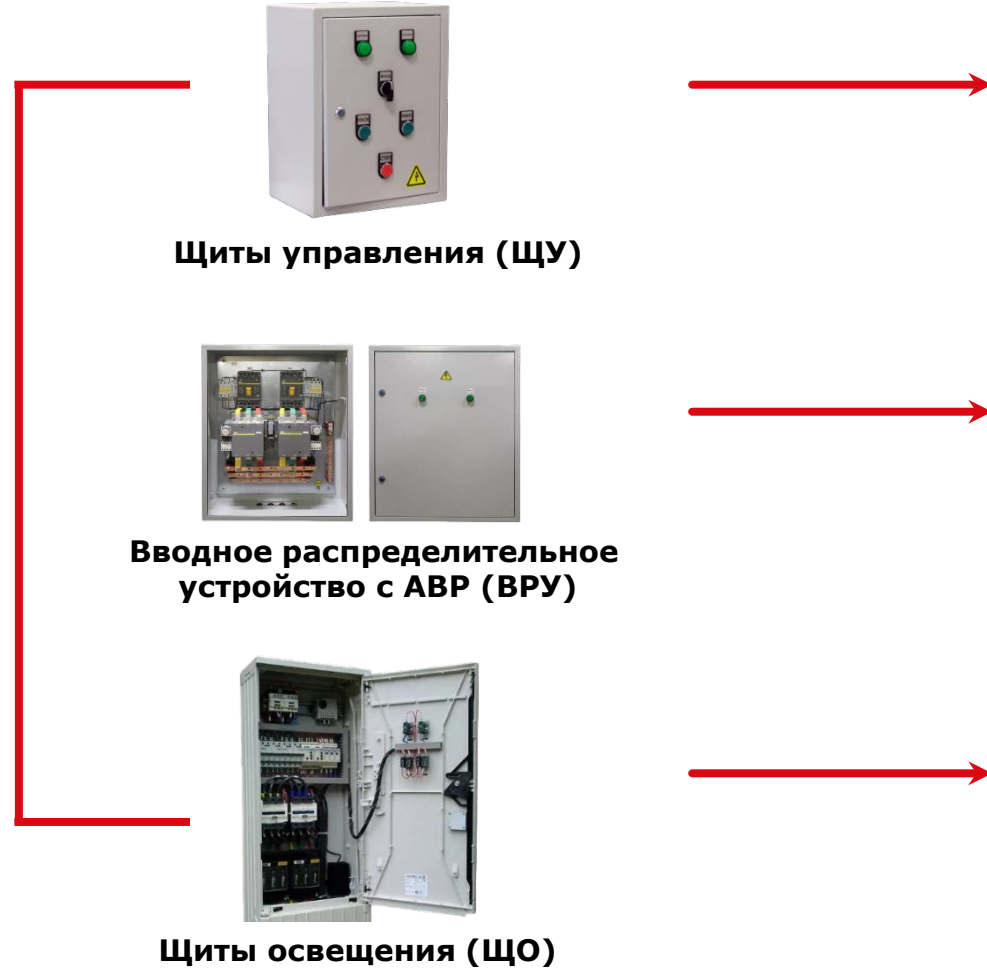 Щиты управления (ЩУ)
Вводное распределительное
устройство с АВР (ВРУ)
Щиты освещения (ЩО)